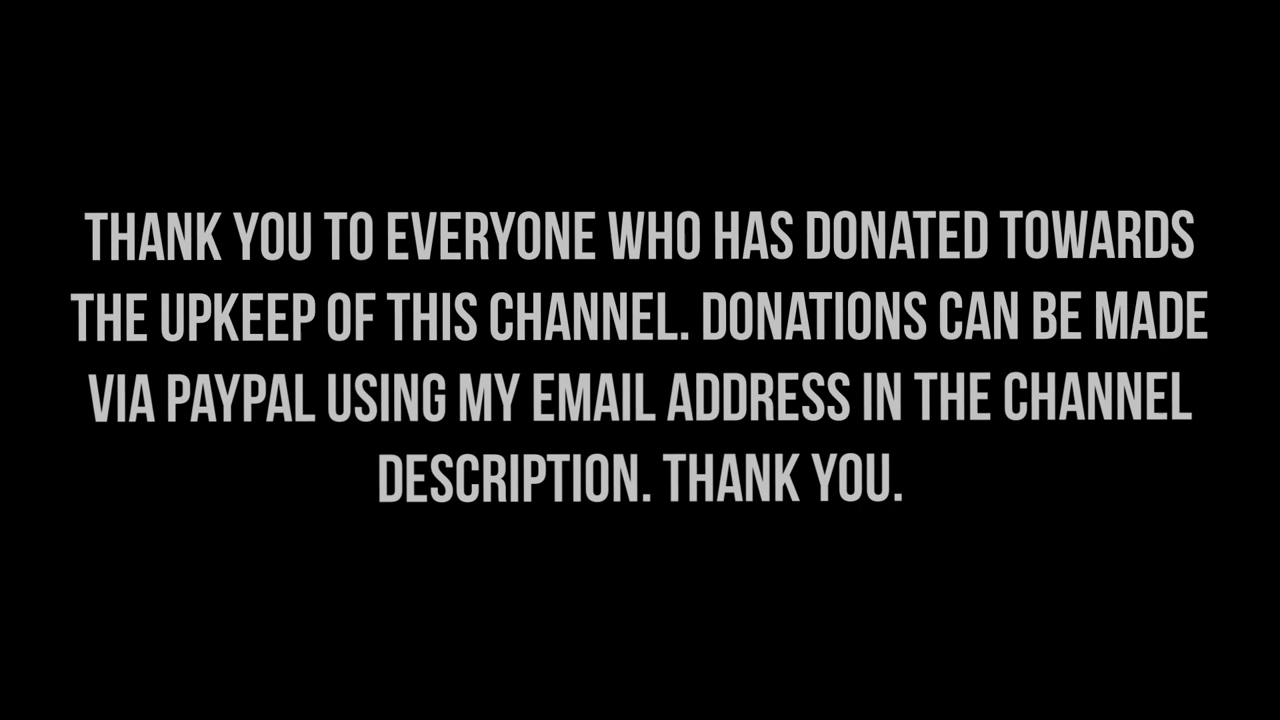 THANK YOU TO EVERYONE WHO HAS DONATED TOWARDS
THE UPKEEP OF THIS CHANNEL. DONATIONS CAN BE MADE
VIA PAYPAL USING MY EMAIL ADDRESS IN THE CHANNEL
DESCRIPTION. THANK YOU.